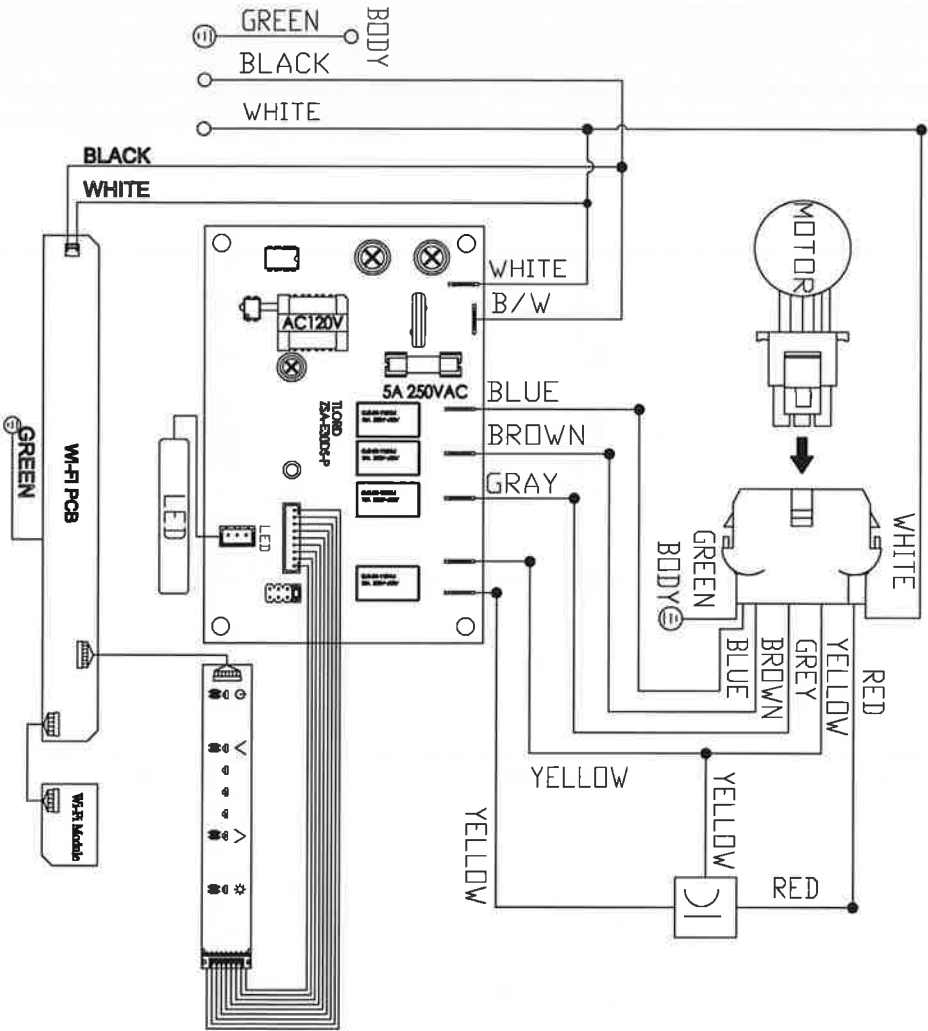 GREEN
BODY
BLACK
WHITE
BLACK
WHITE
MOTOR
WHITE
B/W
AC120V
5A 250VAC
BLUE
BROWN
GRAY
GREEN
WI-FI PCB
LED
LED
WHITE
GREEN
BODY
BLUE
BROWN
GREY
YELLOW
RED
YELLOW
YELLOW
YELLOW
RED
Wi-Fi Module